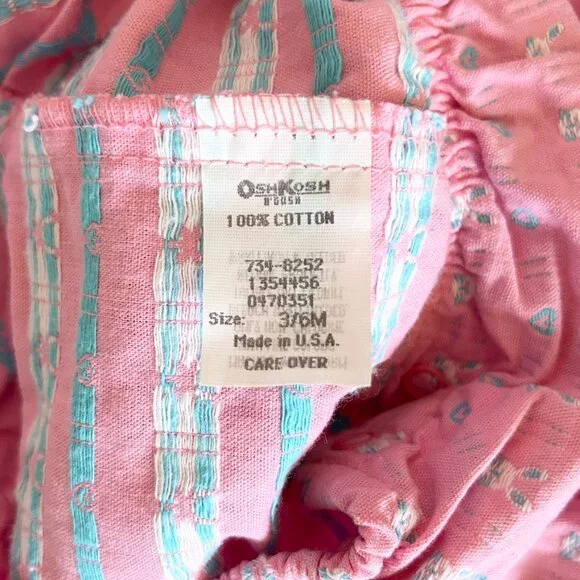 OSHKOSH
B'GOSH
100% COTTON
734-8252
1354456
0470351
Size: 3/6M
Made in U.S.A.
CARE OVER